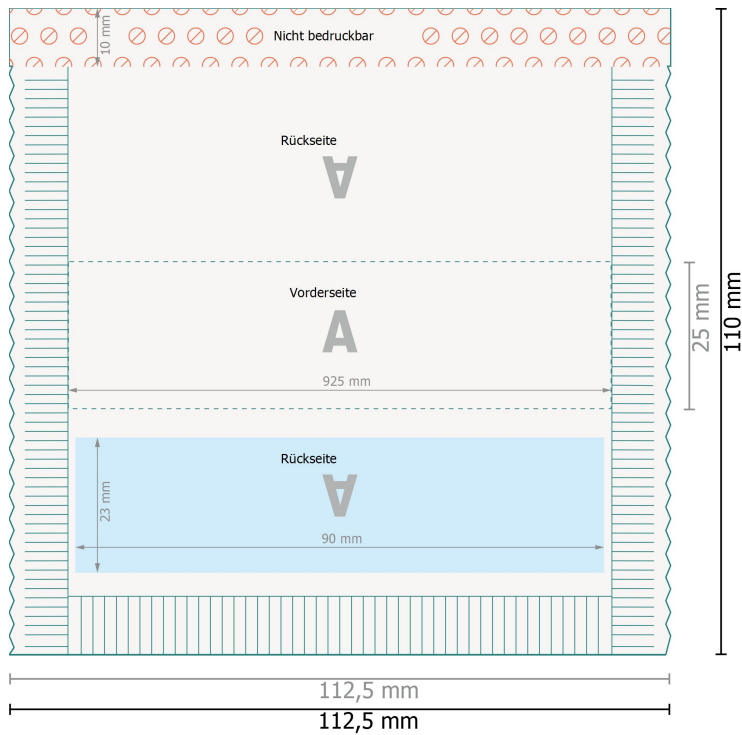 10 mm
Nicht bedruckbar
Rückseite
A
Vorderseite
A
925 mm
25 mm
110 mm
Rückseite
A
23 mm
90 mm
112,5 mm
112,5 mm